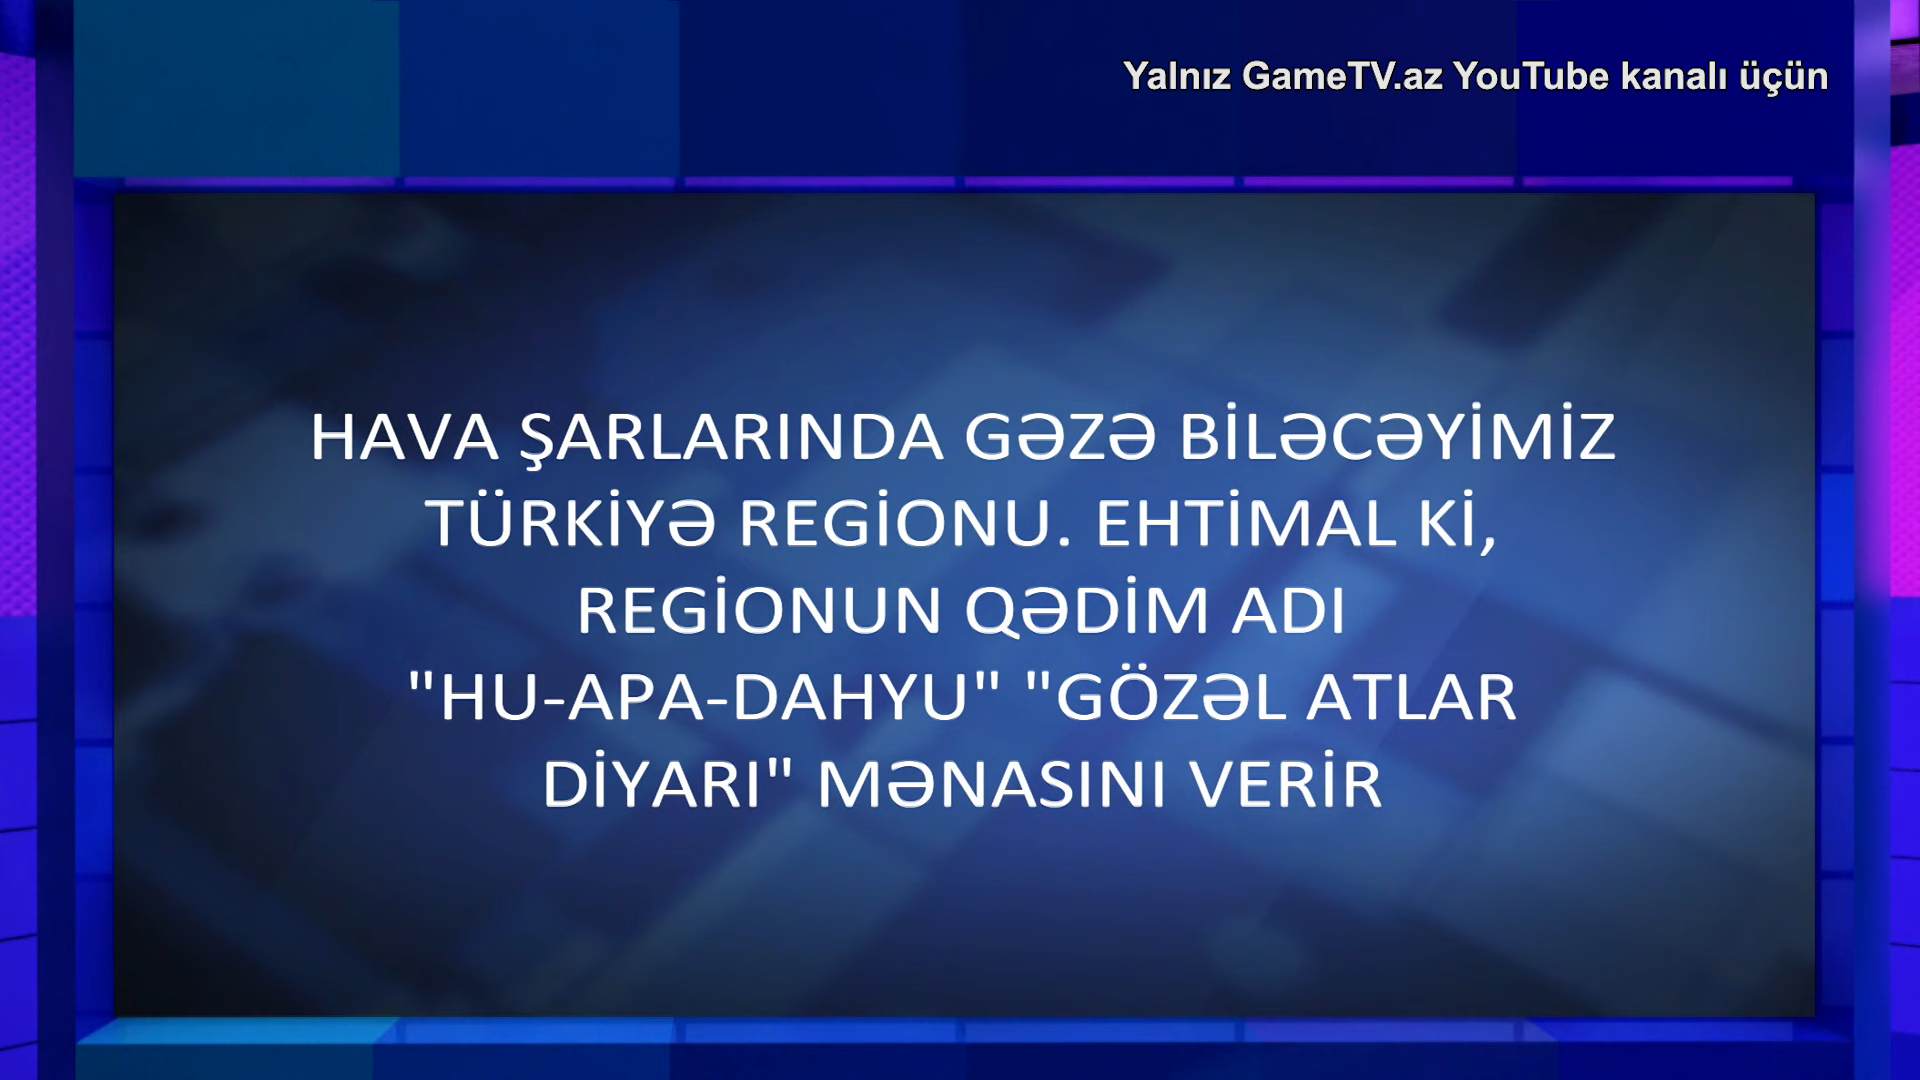 Yalnız GameTV.az YouTube kanalı üçün
HAVA ŞARLARINDA GƏZƏ BİLƏCƏYİMİZ
TÜRKİYƏ REGİONU. EHTİMAL Kİ,
REGİONUN QƏDİM ADI
"HU-APA-DAHYU" "GÖZƏL ATLAR
DİYARI" MƏNASINI VERİR